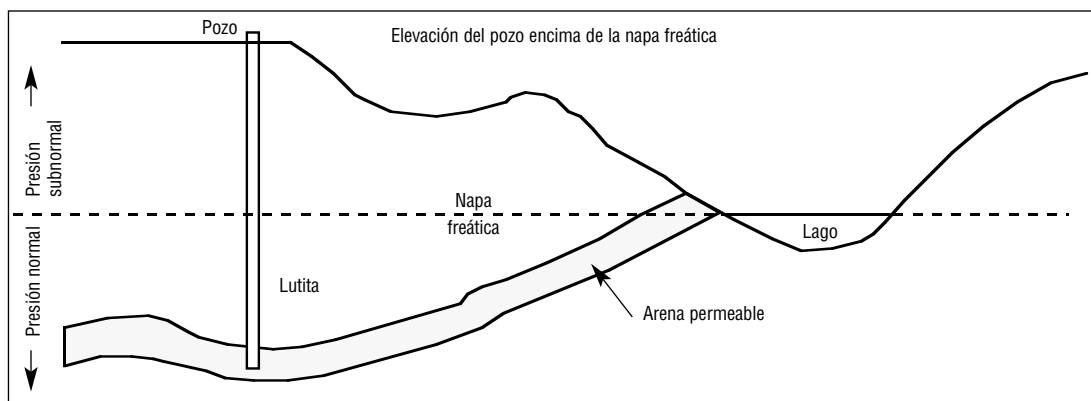 Pozo
Elevación del pozo encima de la napa freática
Presión
subnormal
Napa
freática
Lago
Presión normal
Lutita
Arena permeable